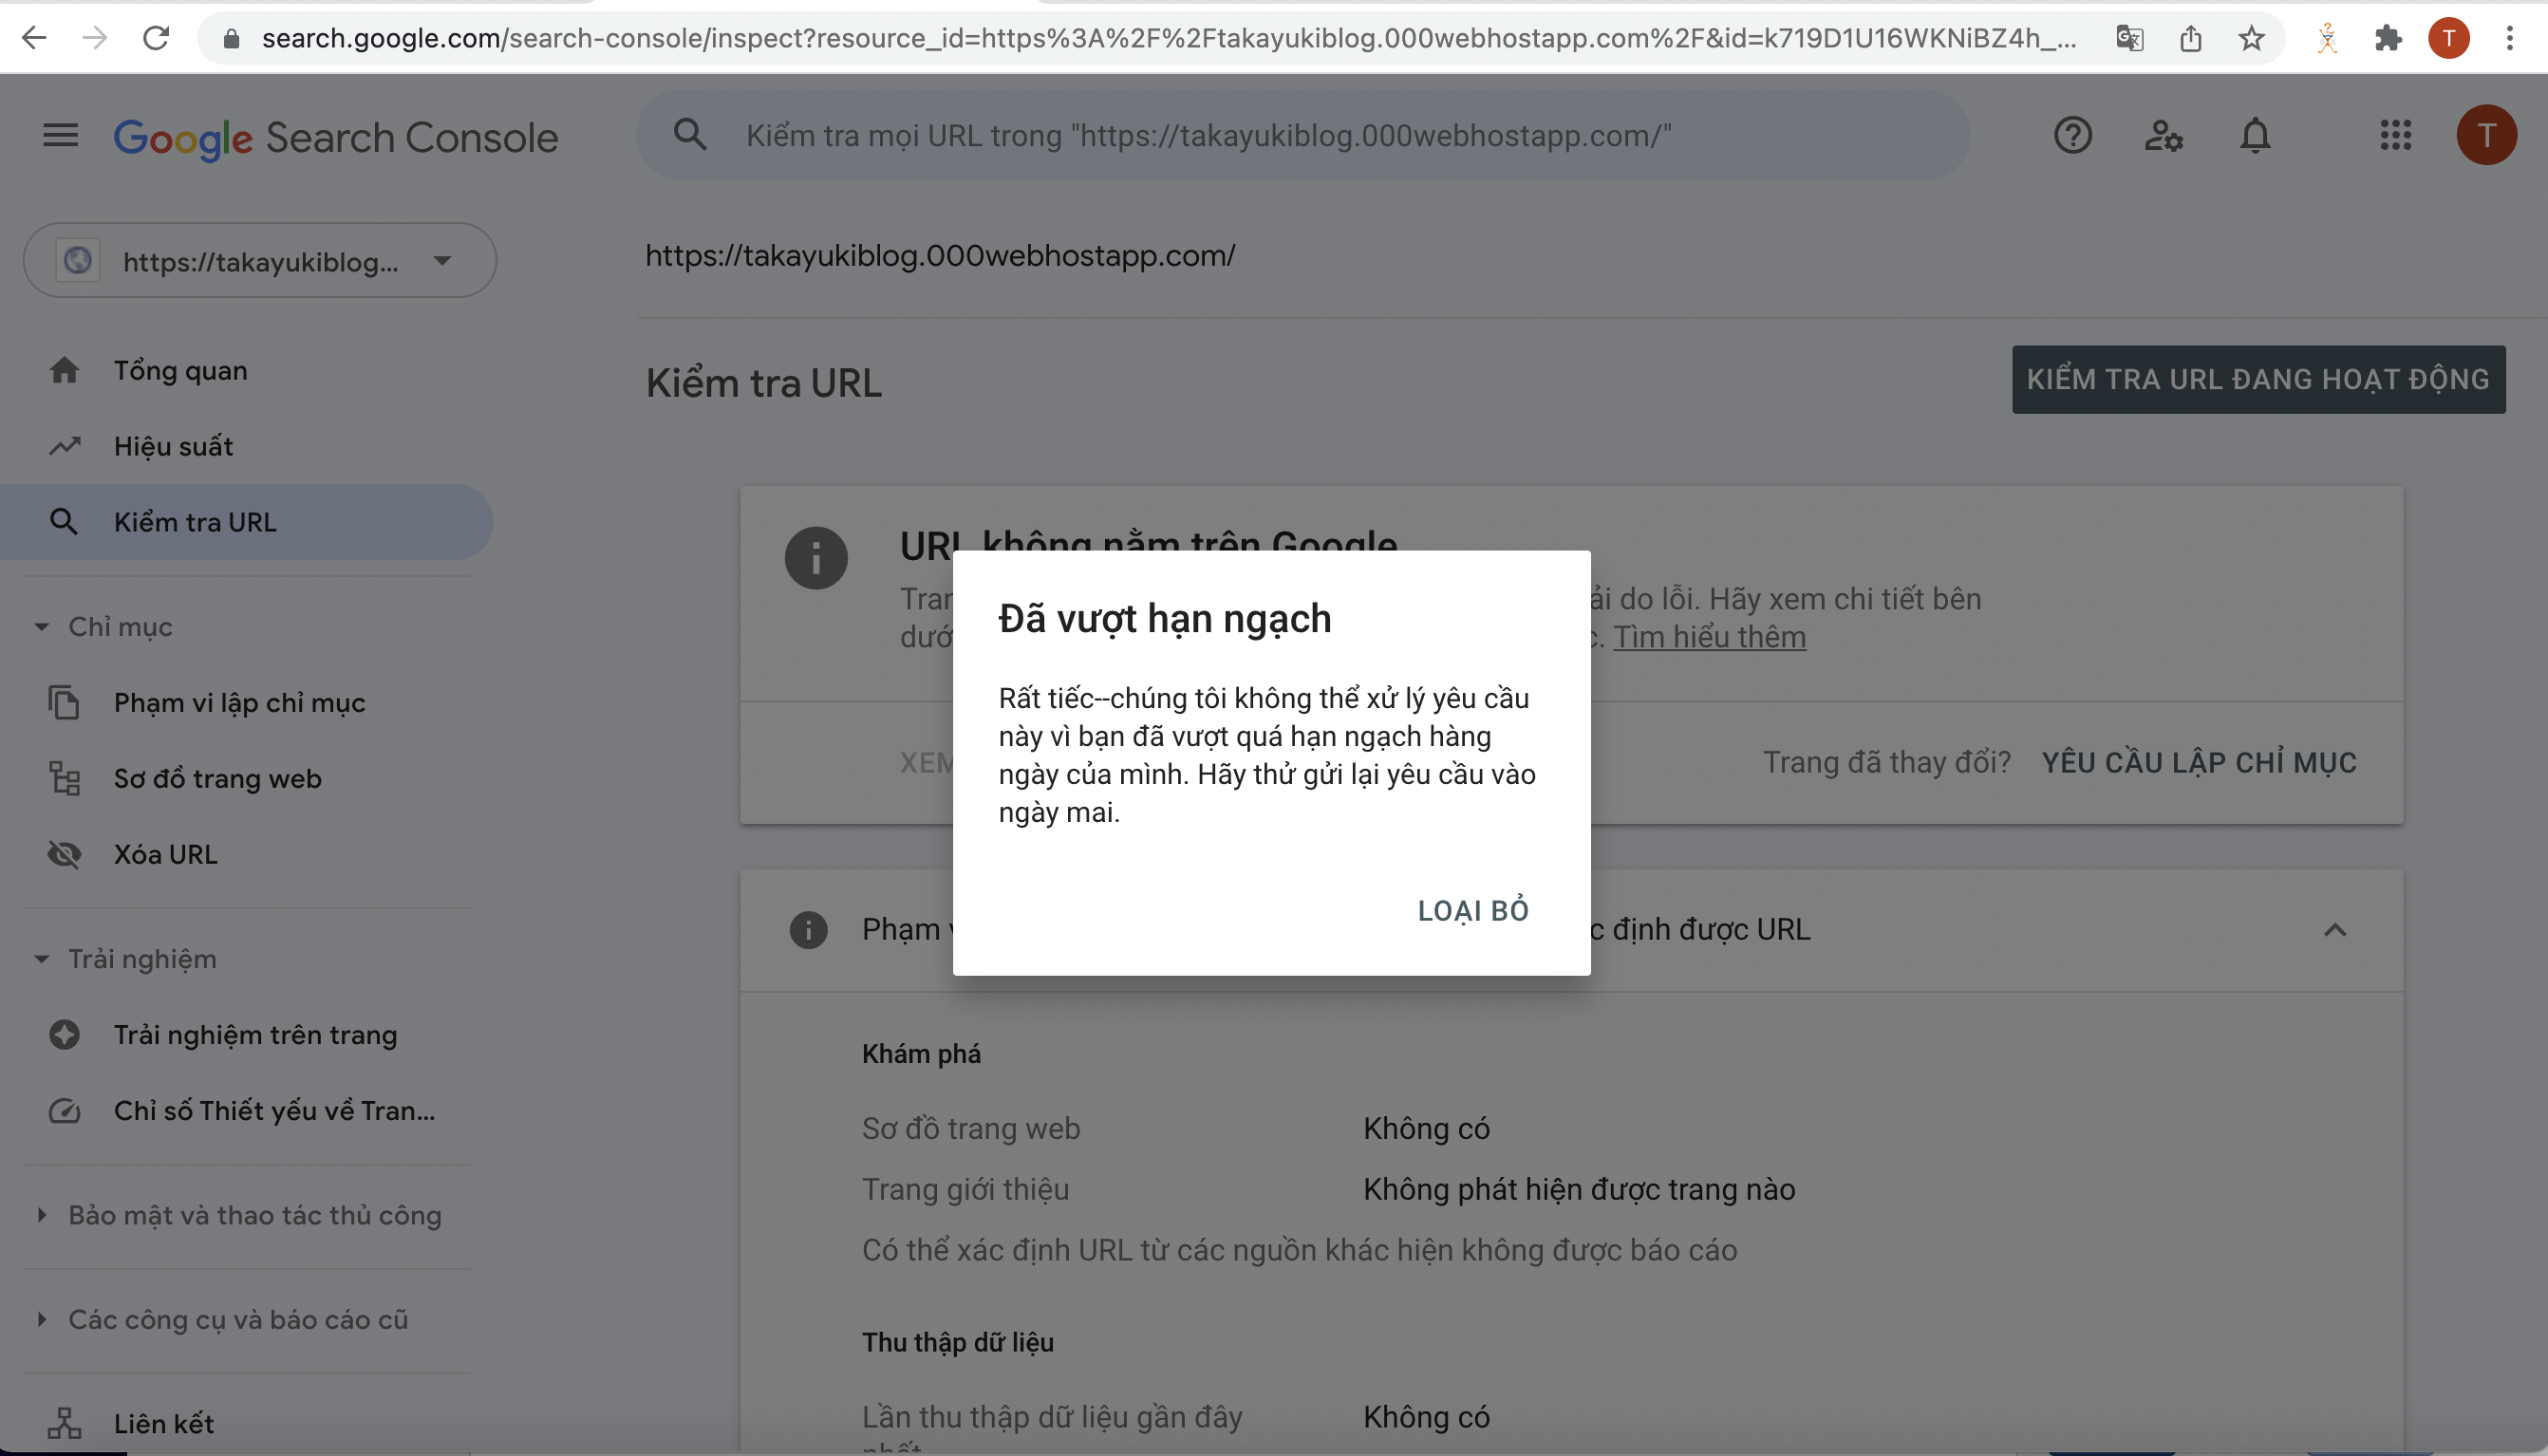 search.google.com/search-console/inspect?resource_id=https%3A%2F%2Ftakayukiblog.000webhostapp.com%2F&id=k719D1U16WKNiBZ4h_...
T
Google Search Console
Kiểm tra mọi URL trong "https://takayukiblog.000webhostapp.com/"
T
https://takayukiblog...
https://takayukiblog.000webhostapp.com/
Tổng quan
Kiểm tra URL
KIỂM TRA URL ĐANG HOẠT ĐỘNG
Hiệu suất
Kiểm tra URL
URL không nằm trên Google
ải do lỗi. Hãy xem chi tiết bên
Tìm hiểu thêm
Đã vượt hạn ngạch
Rất tiếc--chúng tôi không thể xử lý yêu cầu
này vì bạn đã vượt quá hạn ngạch hàng
ngày của mình. Hãy thử gửi lại yêu cầu vào
ngày mai.
LOẠI BỎ
Chỉ mục
Phạm vi lập chỉ mục
Trang đã thay đổi? YÊU CẦU LẬP CHỈ MỤC
Sơ đồ trang web
Xóa URL
Phạm
c định được URL
Trải nghiệm
Trải nghiệm trên trang
Chỉ số Thiết yếu về Tran...
Khám phá
Sơ đồ trang web Không có
Trang giới thiệu Không phát hiện được trang nào
Có thể xác định URL từ các nguồn khác hiện không được báo cáo
Bảo mật và thao tác thủ công
Các công cụ và báo cáo cũ
Thu thập dữ liệu
Liên kết
Lần thu thập dữ liệu gần đây Không có